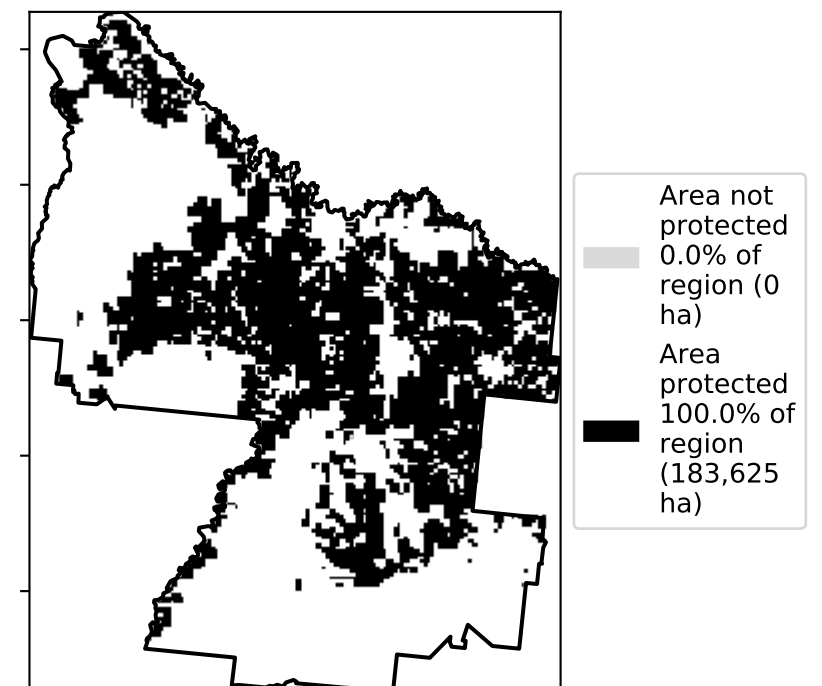 Area not
protected
0.0% of
region (0
ha)
Area
protected
100.0% of
region
(183,625
ha)